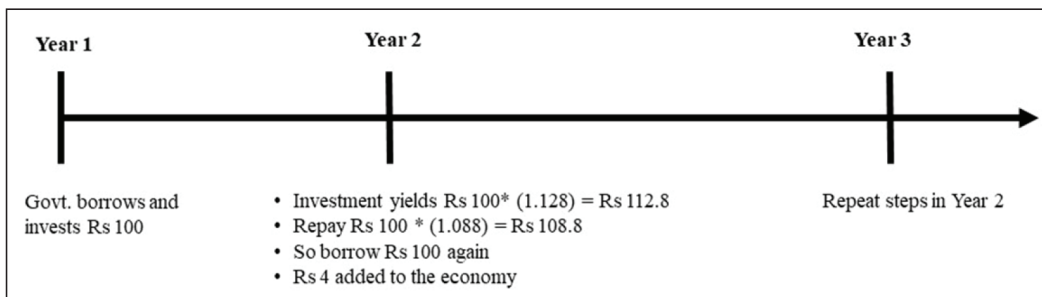 Year 1
Year 2
Year 3
Govt. borrows and
invests Rs 100
• Investment yields Rs 100* (1.128) = Rs 112.8
• Repay Rs 100 * (1.088) = Rs 108.8
• So borrow Rs 100 again
• Rs 4 added to the economy
Repeat steps in Year 2